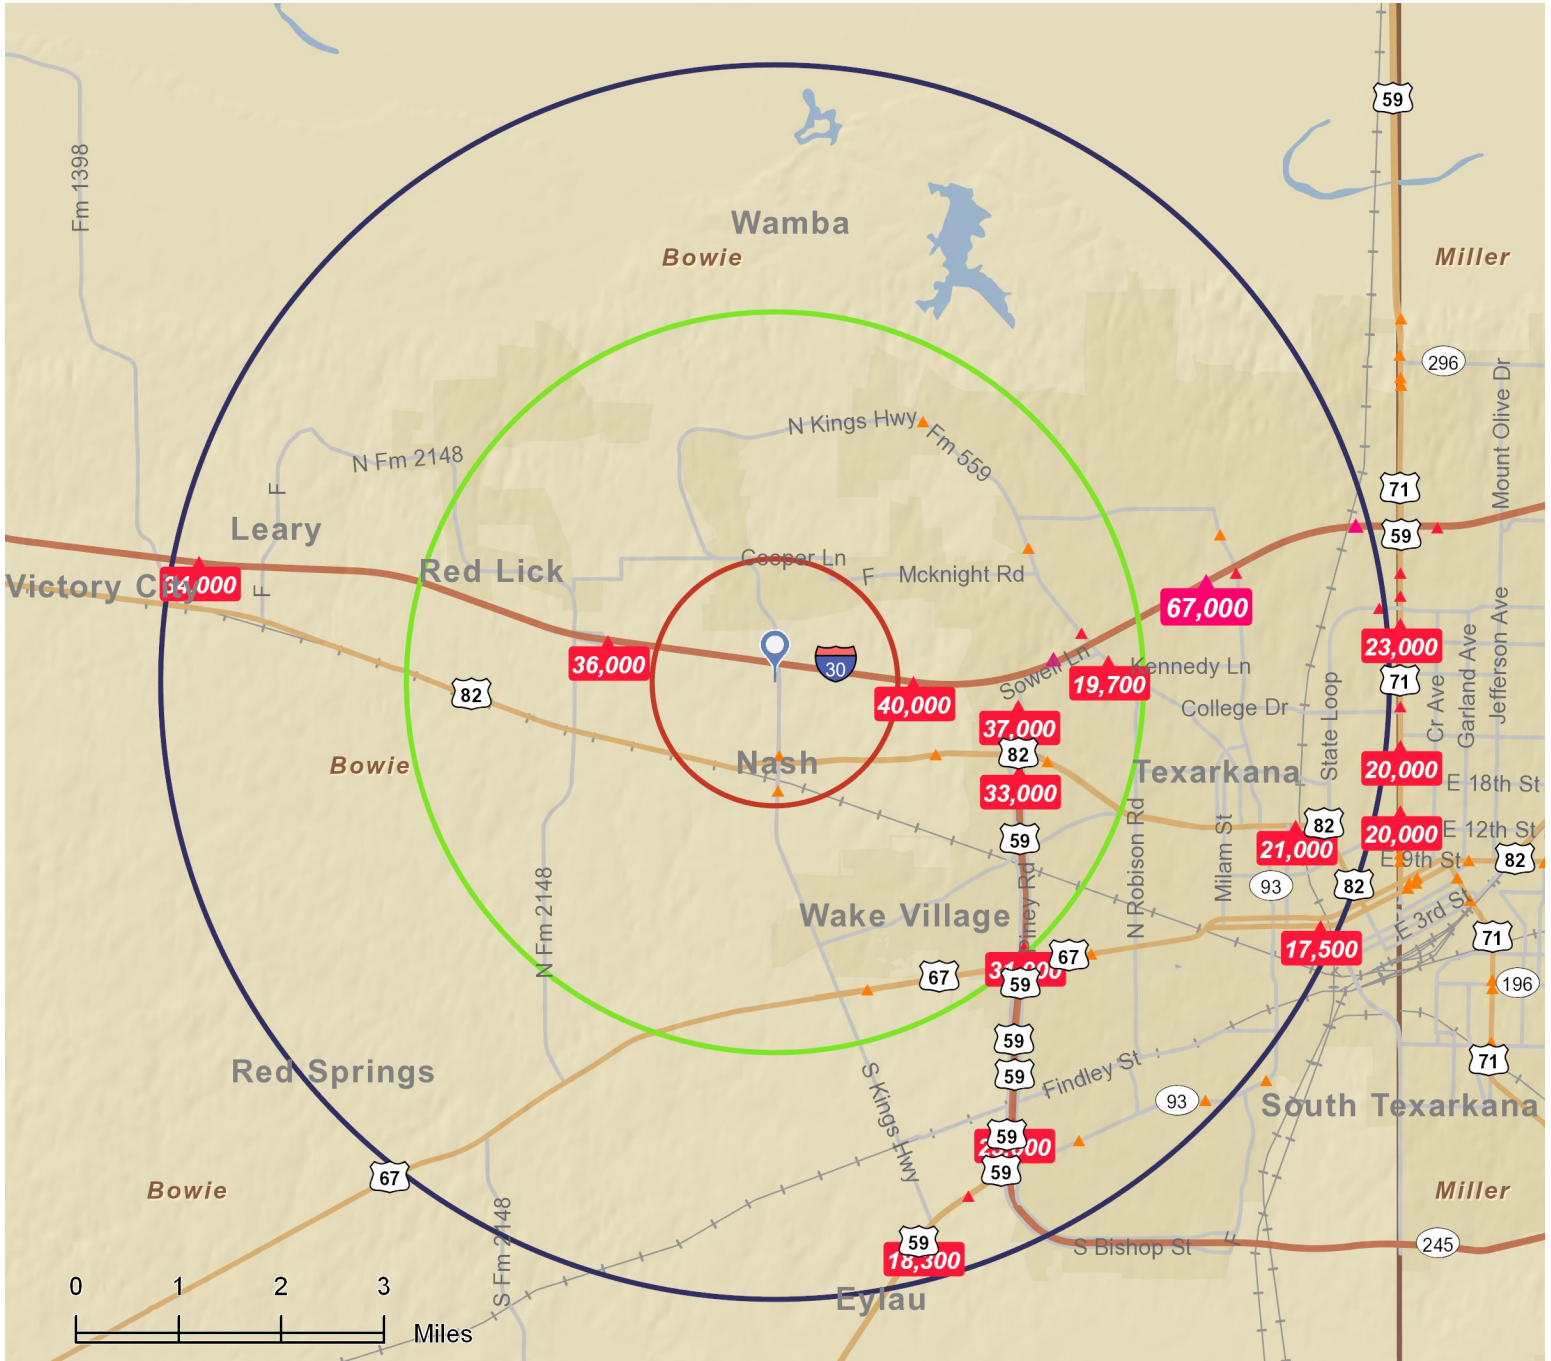 59
Fm 1398
Wamba
Bowie
Miller
296
Mount Olive Dr
N Kings Hwy
Fm 559
N Fm 2148
F
71
Leary
59
Cooper Ln
F
Mcknight Rd
Red Lick
Victory City
F
67,000
23,000
36,000
30
Sowell Ln
Kennedy Ln
19,700
71
82
40,000
College Dr
State Loop
Cr Ave
Garland Ave
Jefferson Ave
37,000
82
Nash
Bowie
Texarkana
20,000
33,000
E 18th St
59
82
20,000
E 12th St
21,000
E 9th St
82
93
82
N Robison Rd
Milam St
Wake Village
E 3rd St
N Fm 2148
17,500
71
67
67
59
196
59
71
Red Springs
59
Findley St
S Kings Hwy
93
South Texarkana
59
59
67
Bowie
Miller
S Fm 2148
59
18,300
S Bishop St
F
245
Eylau
0 1 2 3
Miles